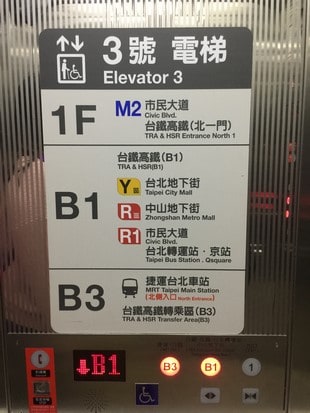 3號 電梯
Elevator 3
1F
M2 市民大道
Civic Blvd.
台鐵高鐵(北一門)
TRA & HSR Entrance North 1
B1
台鐵高鐵(B1)
TRA & HSR(B1)
Y區 台北地下街
Taipei City Mall
R區 中山地下街
Zhongshan Metro Mall
R1 市民大道
Civic Blvd.
台北轉運站．京站
Taipei Bus Station . Qsquare
B3
捷運台北車站
MRT Taipei Main Station
(北側入口 North Entrance)
台鐵高鐵轉乘區(B3)
TRA & HSR Transfer Area(B3)
B1
B3
B1
1